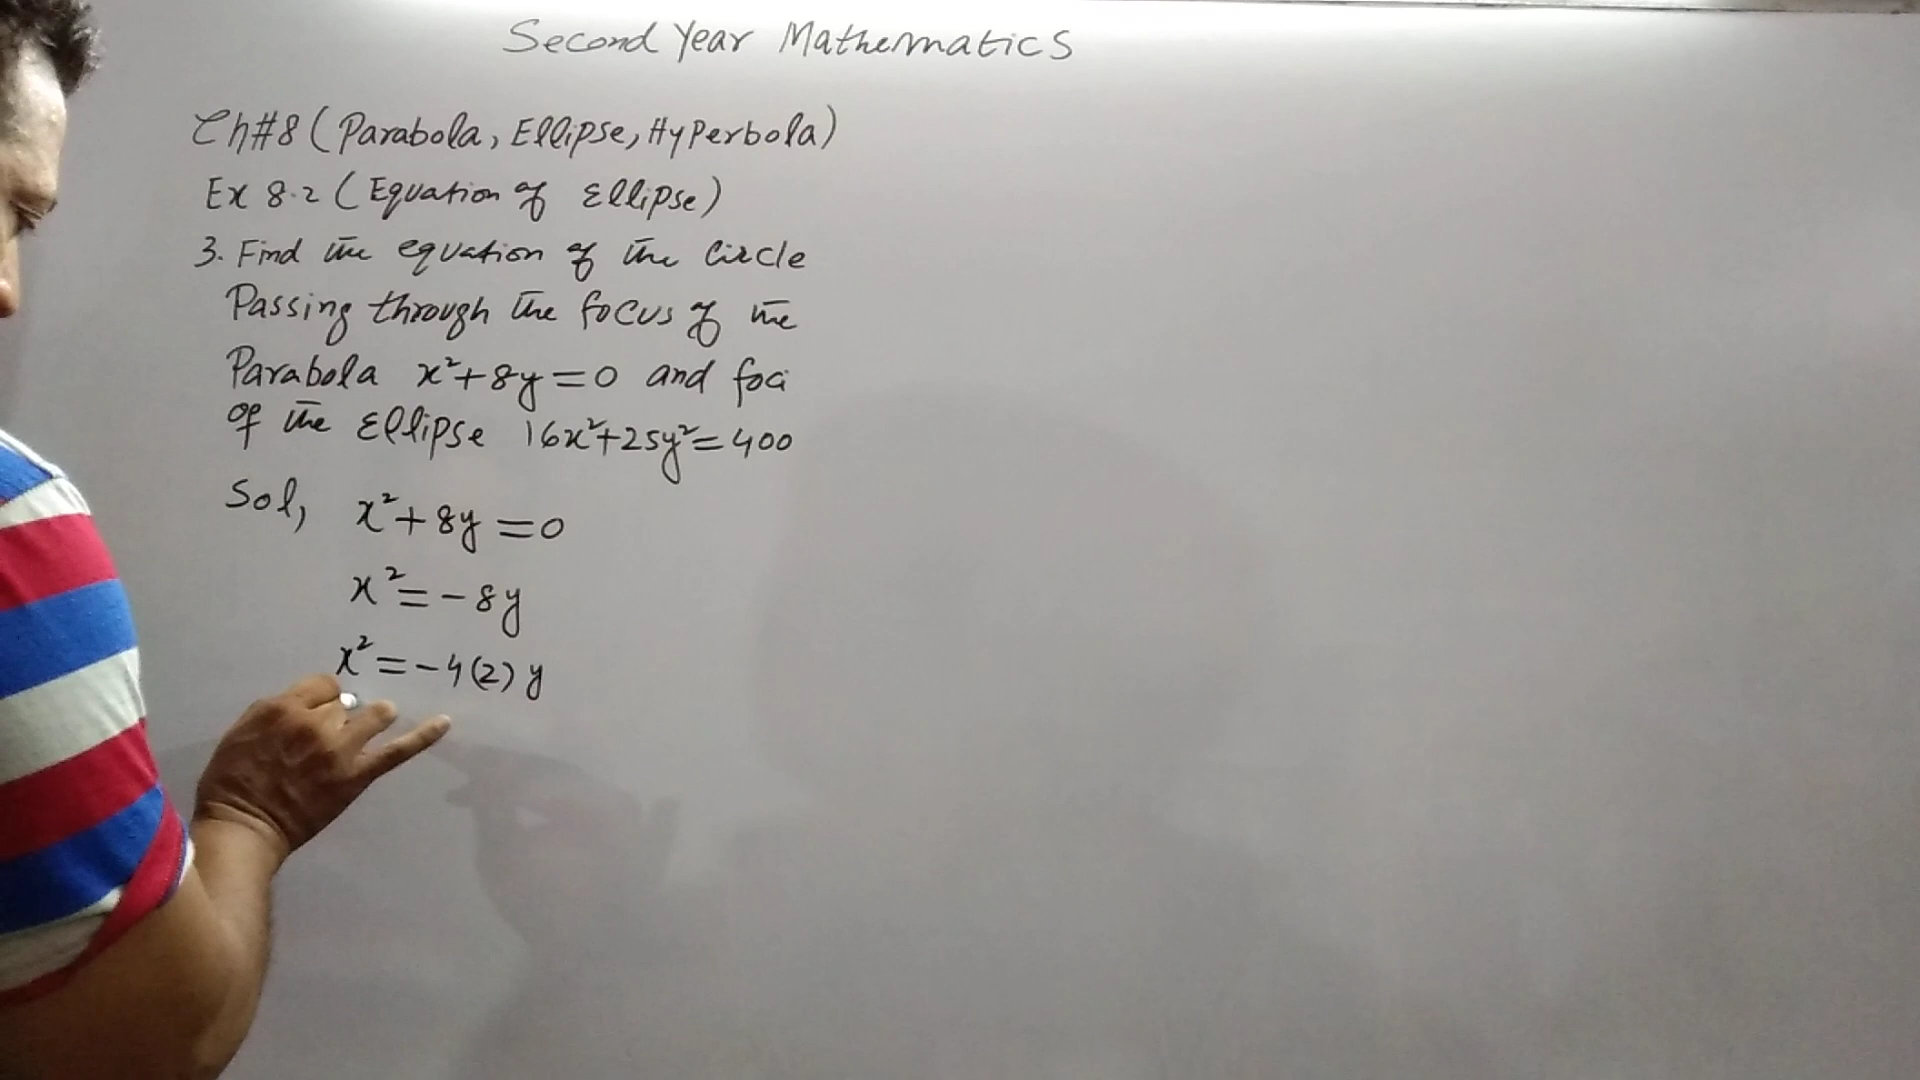 Second Year Mathematics
Ch#8 (Parabola, Ellipse, Hyperbola)
Ex 8.2 (Equation of Ellipse)
3. Find the equation of the Circle
Passing through the focus of the
Parabola x²+8y=0 and foci
of the Ellipse 16x²+25y²=400
Sol, x²+8y=0
x²=-8y
x²=-4(2)y